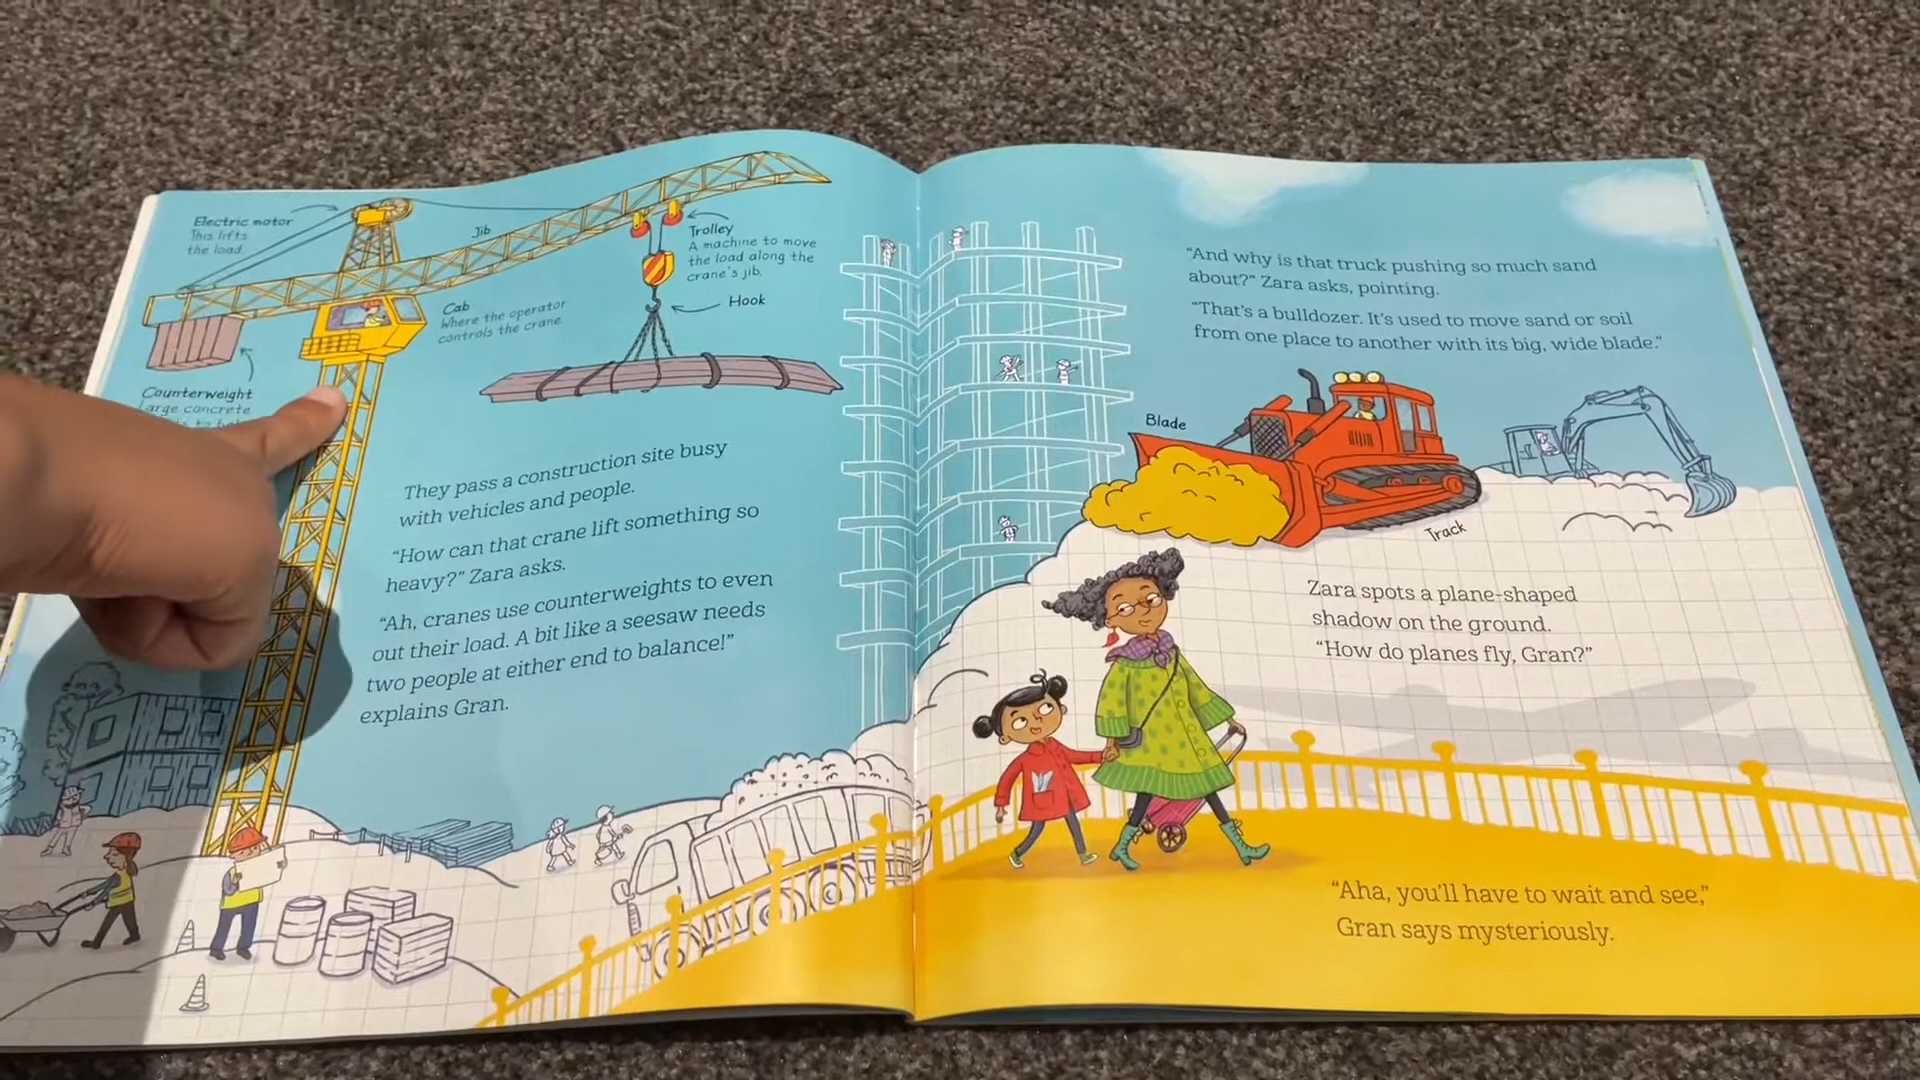 Electric motor
This lifts
the load.
Jib
Trolley
A machine to move
the load along the
crane's jib.
Hook
Cab
Where the operator
controls the crane.
Counterweight
Large concrete
They pass a construction site busy
with vehicles and people.
“How can that crane lift something so
heavy?” Zara asks.
“Ah, cranes use counterweights to even
out their load. A bit like a seesaw needs
two people at either end to balance!”
explains Gran.
“And why is that truck pushing so much sand
about?” Zara asks, pointing.
“That's a bulldozer. It's used to move sand or soil
from one place to another with its big, wide blade.”
Blade
Track
Zara spots a plane-shaped
shadow on the ground.
“How do planes fly, Gran?”
“Aha, you'll have to wait and see,”
Gran says mysteriously.